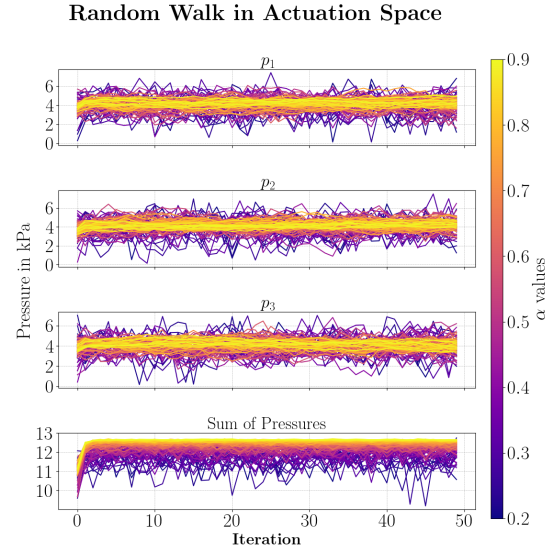 Random Walk in Actuation Space
p1
6
4
2
0
p2
6
4
2
0
p3
6
4
2
0
Pressure in kPa
Sum of Pressures
13
12
11
10
0 10 20 30 40 50
Iteration
0.9
0.8
0.7
0.6
0.5
0.4
0.3
0.2
α values